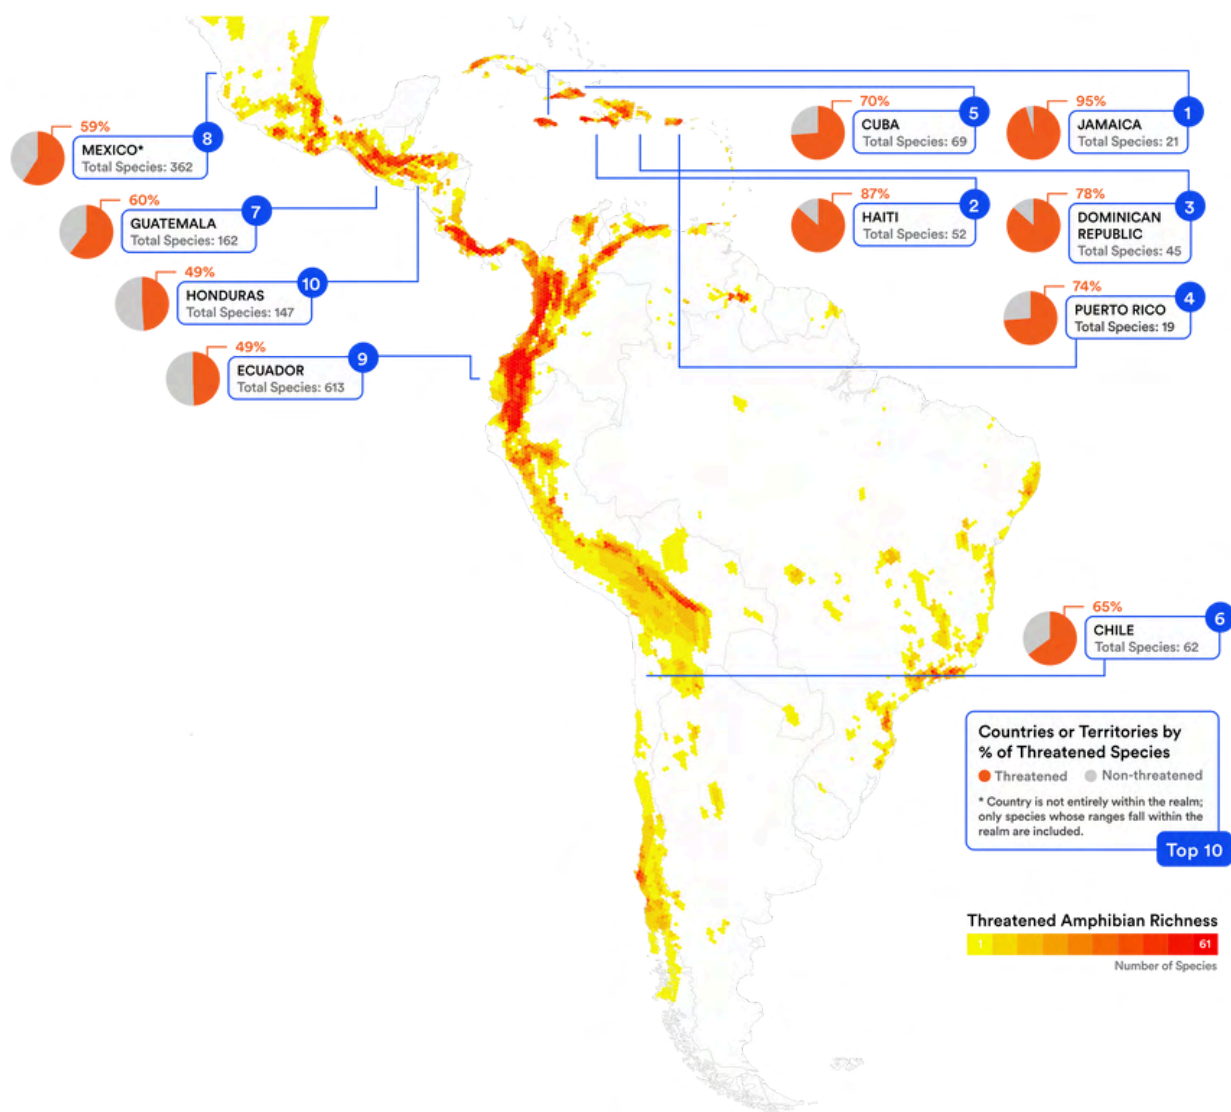 59%
8
MEXICO*
Total Species: 362
60%
7
GUATEMALA
Total Species: 162
49%
10
HONDURAS
Total Species: 147
49%
9
ECUADOR
Total Species: 613
70%
5
CUBA
Total Species: 69
95%
1
JAMAICA
Total Species: 21
87%
2
HAITI
Total Species: 52
78%
3
DOMINICAN
REPUBLIC
Total Species: 45
74%
4
PUERTO RICO
Total Species: 19
65%
6
CHILE
Total Species: 62
Countries or Territories by
% of Threatened Species
Threatened Non-threatened
* Country is not entirely within the realm;
only species whose ranges fall within the
realm are included.
Top 10
Threatened Amphibian Richness
1 61
Number of Species